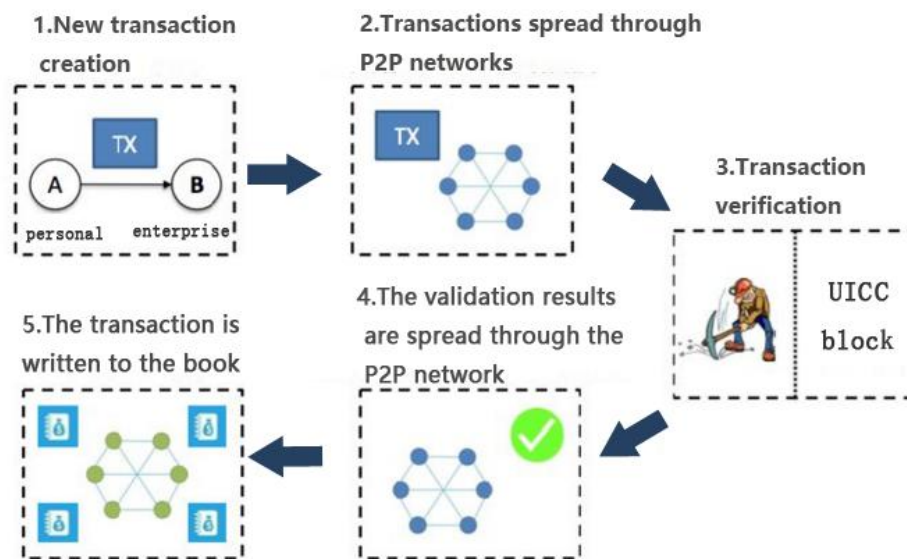 1.New transaction
creation
TX
A
B
personal
enterprise
2.Transactions spread through
P2P networks
TX
3.Transaction
verification
UICC
block
4.The validation results
are spread through the
P2P network
5.The transaction is
written to the book